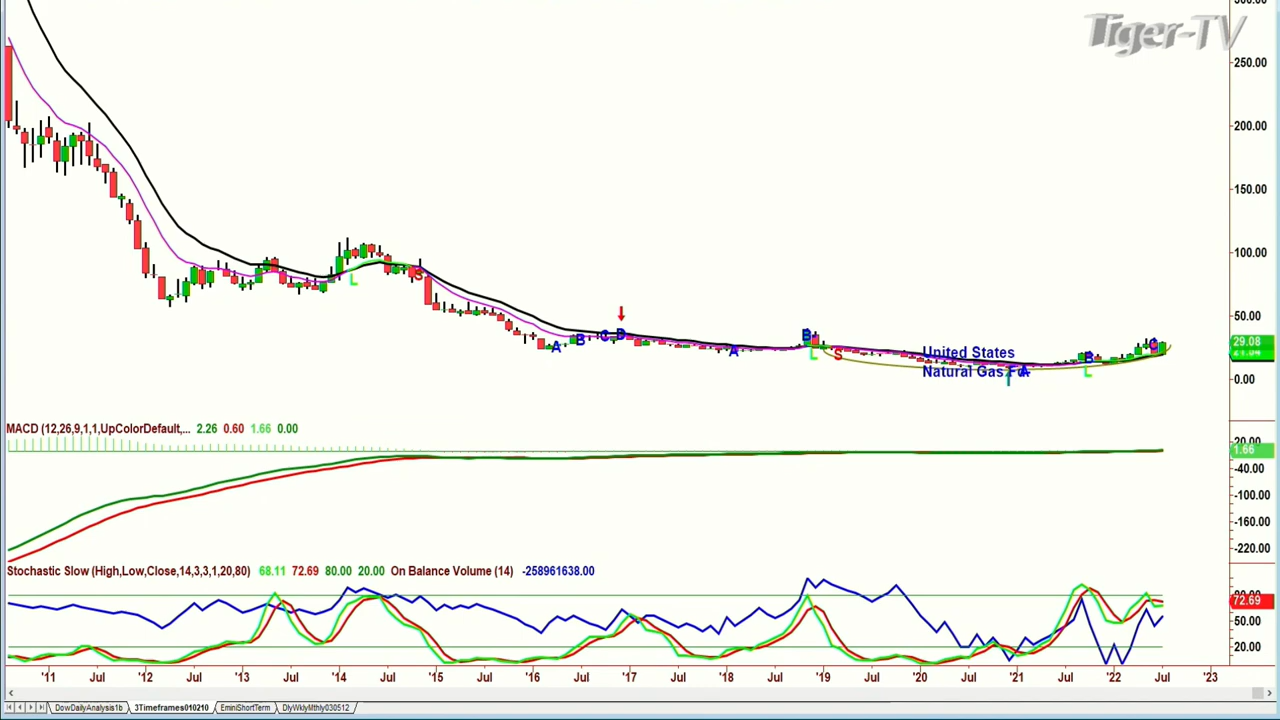 Tiger-TV
250.00
200.00
150.00
100.00
50.00
29.08
0.00
L
S
A
B
C
D
A
B
L
S
United States
Natural Gas Fd
A
B
L
MACD (12,26,9,1,1,UpColorDefault,... 2.26 0.60 1.66 0.00
20.00
1.66
-40.00
-100.00
-160.00
-220.00
Stochastic Slow (High,Low,Close,14,3,3,1,20,80) 68.11 72.69 80.00 20.00 On Balance Volume (14) -258961638.00
72.69
50.00
20.00
'11 Jul '12 Jul '13 Jul '14 Jul '15 Jul '16 Jul '17 Jul '18 Jul '19 Jul '20 Jul '21 Jul '22 Jul '23
DowDailyAnalysis1b 3Timeframes010210 EminiShortTerm DlyWklyMthly030512